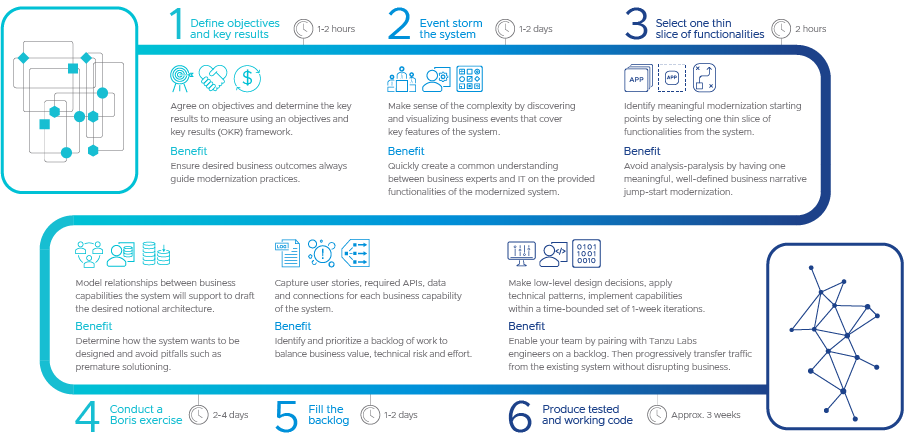 1 Define objectives
and key results
1-2 hours
2 Event storm
the system
1-2 days
3 Select one thin
slice of functionalities
2 hours
$
APP
APP
Agree on objectives and determine the key
results to measure using an objectives and
key results (OKR) framework.
Benefit
Ensure desired business outcomes always
guide modernization practices.
Make sense of the complexity by discovering
and visualizing business events that cover
key features of the system.
Benefit
Quickly create a common understanding
between business experts and IT on the provided
functionalities of the modernized system.
Identify meaningful modernization starting
points by selecting one thin slice of
functionalities from the system.
Benefit
Avoid analysis-paralysis by having one
meaningful, well-defined business narrative
jump-start modernization.
LOG
!
</>
0101
1001
0010
Model relationships between business
capabilities the system will support to draft
the desired notional architecture.
Benefit
Determine how the system wants to be
designed and avoid pitfalls such as
premature solutioning.
Capture user stories, required APIs, data
and connections for each business capability
of the system.
Benefit
Identify and prioritize a backlog of work to
balance business value, technical risk and effort.
Make low-level design decisions, apply
technical patterns, implement capabilities
within a time-bounded set of 1-week iterations.
Benefit
Enable your team by pairing with Tanzu Labs
engineers on a backlog. Then progressively transfer traffic
from the existing system without disrupting business.
4 Conduct a
Boris exercise
2-4 days
5 Fill the
backlog
1-2 days
6 Produce tested
and working code
Approx. 3 weeks